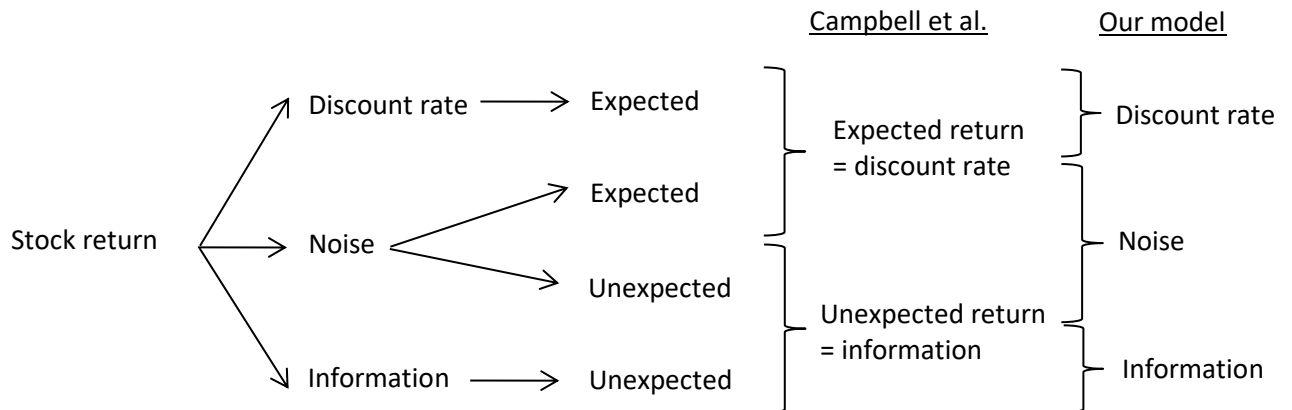 Campbell et al.
Our model
Discount rate
Expected
Discount rate
Expected return
= discount rate
Expected
Stock return
Noise
Noise
Unexpected
Unexpected return
= information
Information
Unexpected
Information